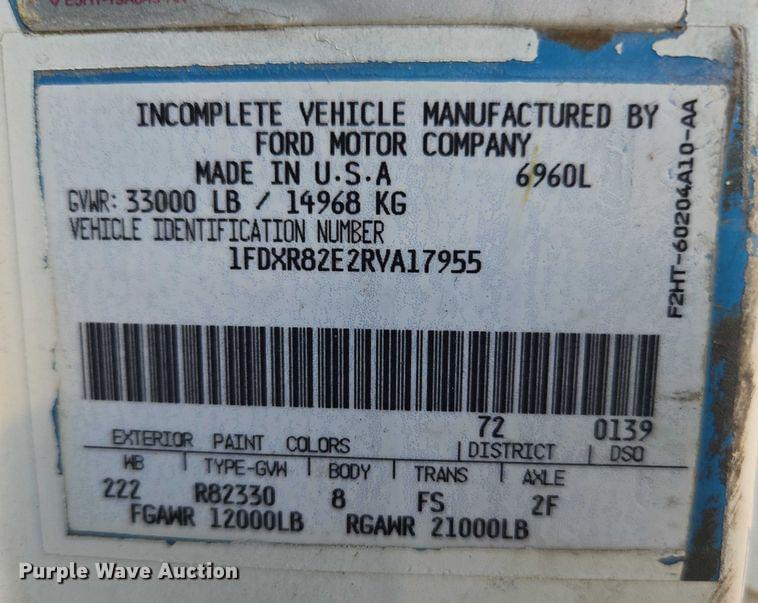 INCOMPLETE VEHICLE MANUFACTURED BY
FORD MOTOR COMPANY
MADE IN U.S.A 6960L
GVWR: 33000 LB / 14968 KG
VEHICLE IDENTIFICATION NUMBER
1FDXR82E2RVA17955
F2HT-60204A10-AA
72 0139
EXTERIOR PAINT COLORS | DISTRICT | DSO
WB | TYPE-GVW | BODY | TRANS | AXLE
222 R82330 8 FS 2F
FGAWR 12000LB RGAWR 21000LB
Purple Wave Auction